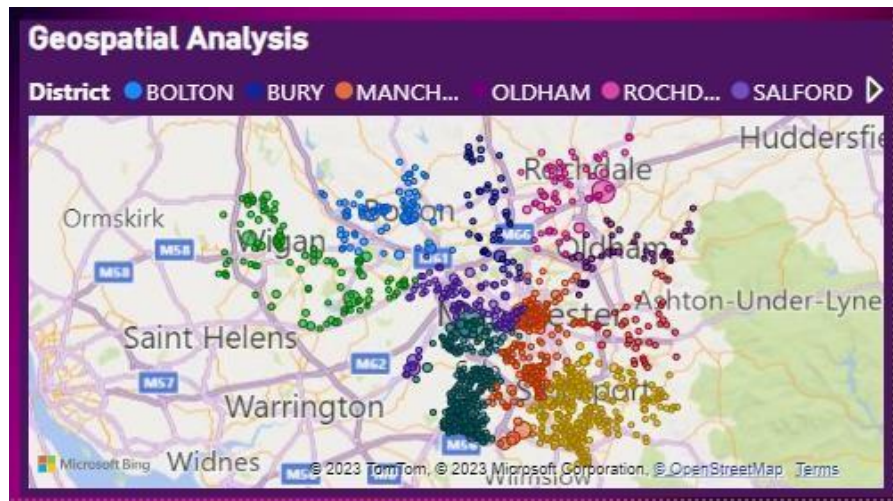 Geospatial Analysis
District BOLTON BURY MANCH... OLDHAM ROCHD... SALFORD
Huddersfie
Rochdale
Ormskirk
Bolton
M66
Wigan
Oldham
M58
M61
M58
Ashton-Under-Lyne
Saint Helens
M62
M57
Stockport
Warrington
M56
Microsoft Bing
Widnes
© 2023 TomTom, © 2023 Microsoft Corporation, © OpenStreetMap Terms
Wilmslow